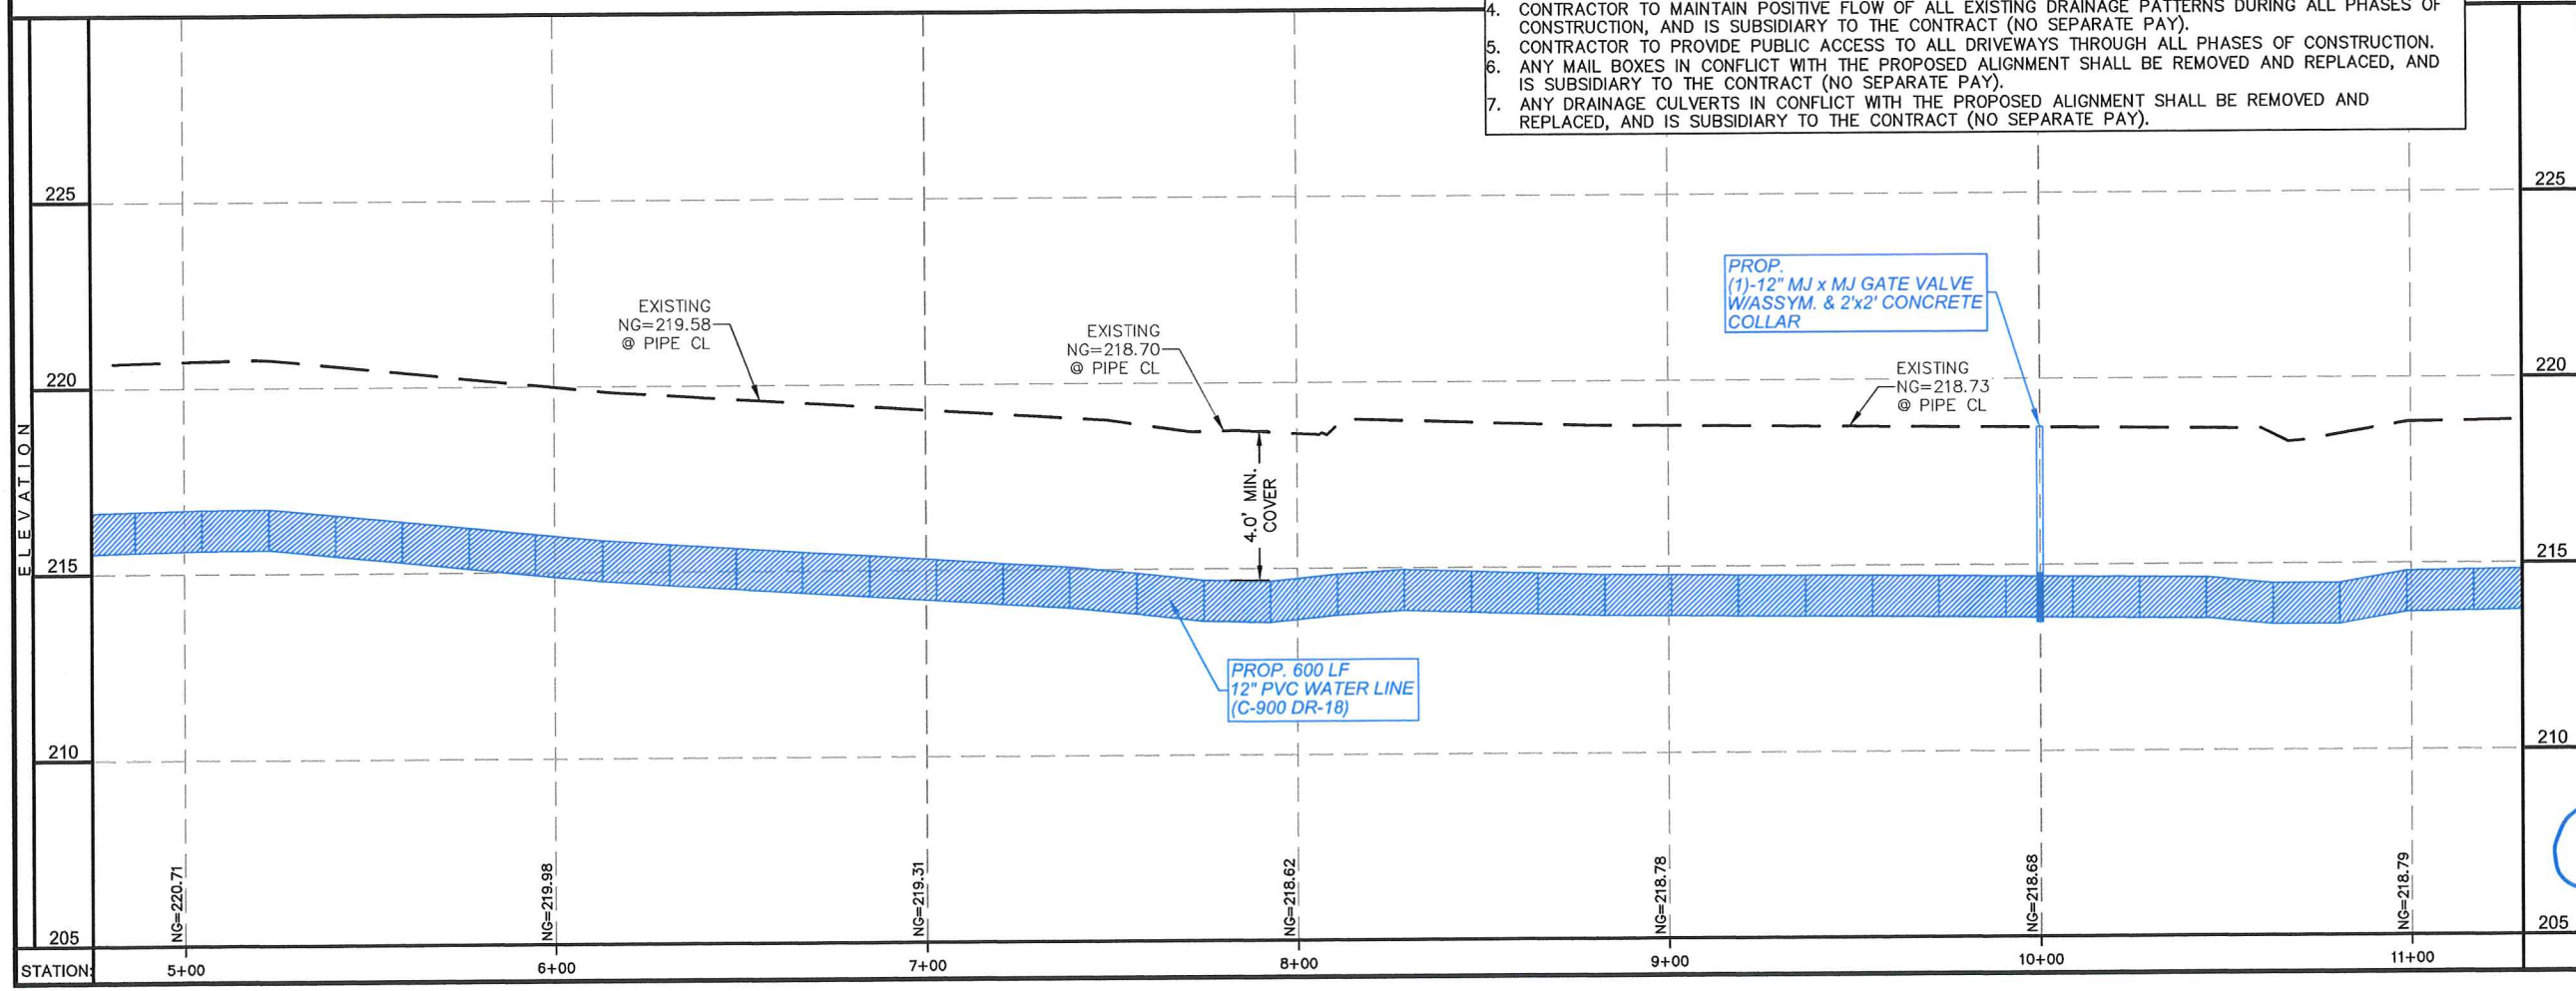 4. CONTRACTOR TO MAINTAIN POSITIVE FLOW OF ALL EXISTING DRAINAGE PATTERNS DURING ALL PHASES OF
CONSTRUCTION, AND IS SUBSIDIARY TO THE CONTRACT (NO SEPARATE PAY).
5. CONTRACTOR TO PROVIDE PUBLIC ACCESS TO ALL DRIVEWAYS THROUGH ALL PHASES OF CONSTRUCTION.
6. ANY MAIL BOXES IN CONFLICT WITH THE PROPOSED ALIGNMENT SHALL BE REMOVED AND REPLACED, AND
IS SUBSIDIARY TO THE CONTRACT (NO SEPARATE PAY).
7. ANY DRAINAGE CULVERTS IN CONFLICT WITH THE PROPOSED ALIGNMENT SHALL BE REMOVED AND
REPLACED, AND IS SUBSIDIARY TO THE CONTRACT (NO SEPARATE PAY).
225
225
PROP.
(1)-12" MJ x MJ GATE VALVE
W/ASSYM. & 2'x2' CONCRETE
COLLAR
EXISTING
NG=219.58
@ PIPE CL
EXISTING
NG=218.70
@ PIPE CL
EXISTING
NG=218.73
@ PIPE CL
220
220
ELEVATION
4.0' MIN.
COVER
215
215
PROP. 600 LF
12" PVC WATER LINE
(C-900 DR-18)
210
210
NG=220.71
NG=219.98
NG=219.31
NG=218.62
NG=218.78
NG=218.68
NG=218.79
205
205
STATION:
5+00
6+00
7+00
8+00
9+00
10+00
11+00